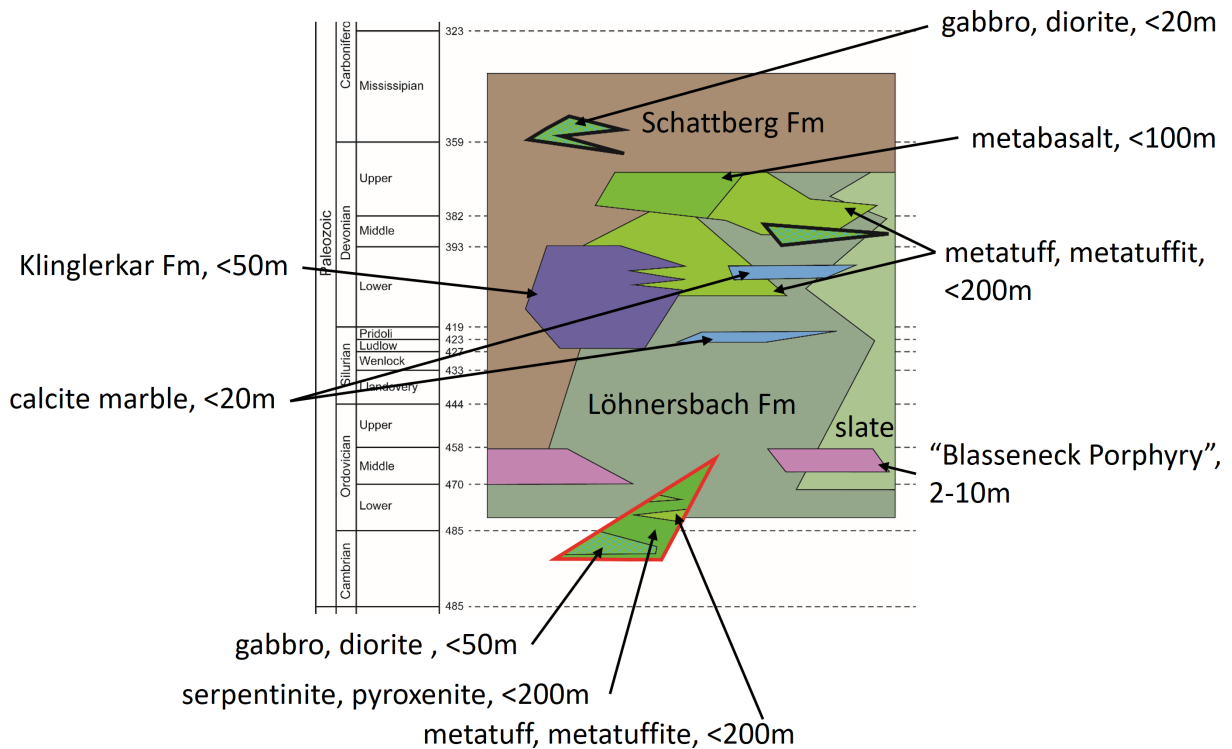 gabbro, diorite, <20m
323
Carbonifero
Mississipian
Schattberg Fm
359
metabasalt, <100m
Upper
382
Paleozoic
Devonian
Middle
393
metatuff, metatuffit,
<200m
Klinglerkar Fm, <50m
Lower
419
Pridoli
423
Ludlow
427
Silurian
Wenlock
433
Llandovery
calcite marble, <20m
444
Löhnersbach Fm
Upper
slate
458
Ordovician
Middle
"Blasseneck Porphyry",
2-10m
470
Lower
485
Cambrian
485
gabbro, diorite , <50m
serpentinite, pyroxenite, <200m
metatuff, metatuffite, <200m